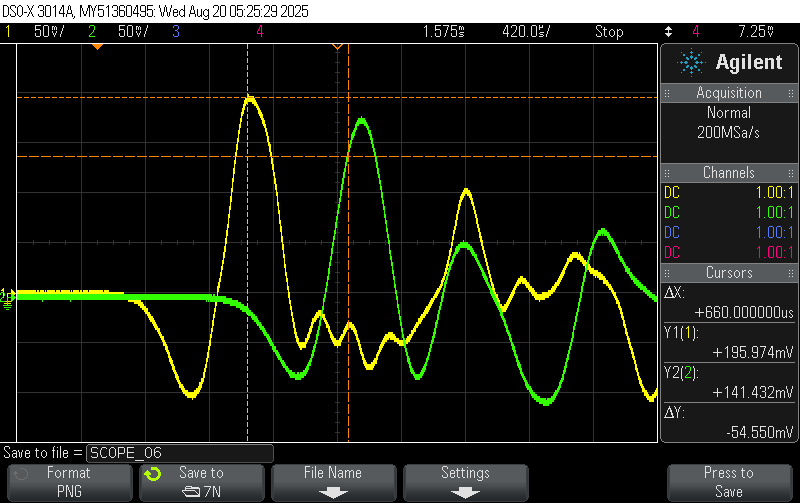 DSO-X 3014A, MY51360495: Wed Aug 20 05:25:29 2025
1 50V/ 2 50V/ 3 4 1.575s 420.0s/ Stop 4 7.25V
Agilent
Acquisition
Normal
200MSa/s
Channels
DC 1.00:1
DC 1.00:1
DC 1.00:1
DC 1.00:1
Cursors
ΔX:
+660.000000us
Y1(1):
+195.974mV
Y2(2):
+141.432mV
ΔY:
-54.550mV
Save to file = SCOPE_06
Format
PNG
Save to
7N
File Name
Settings
Press to
Save